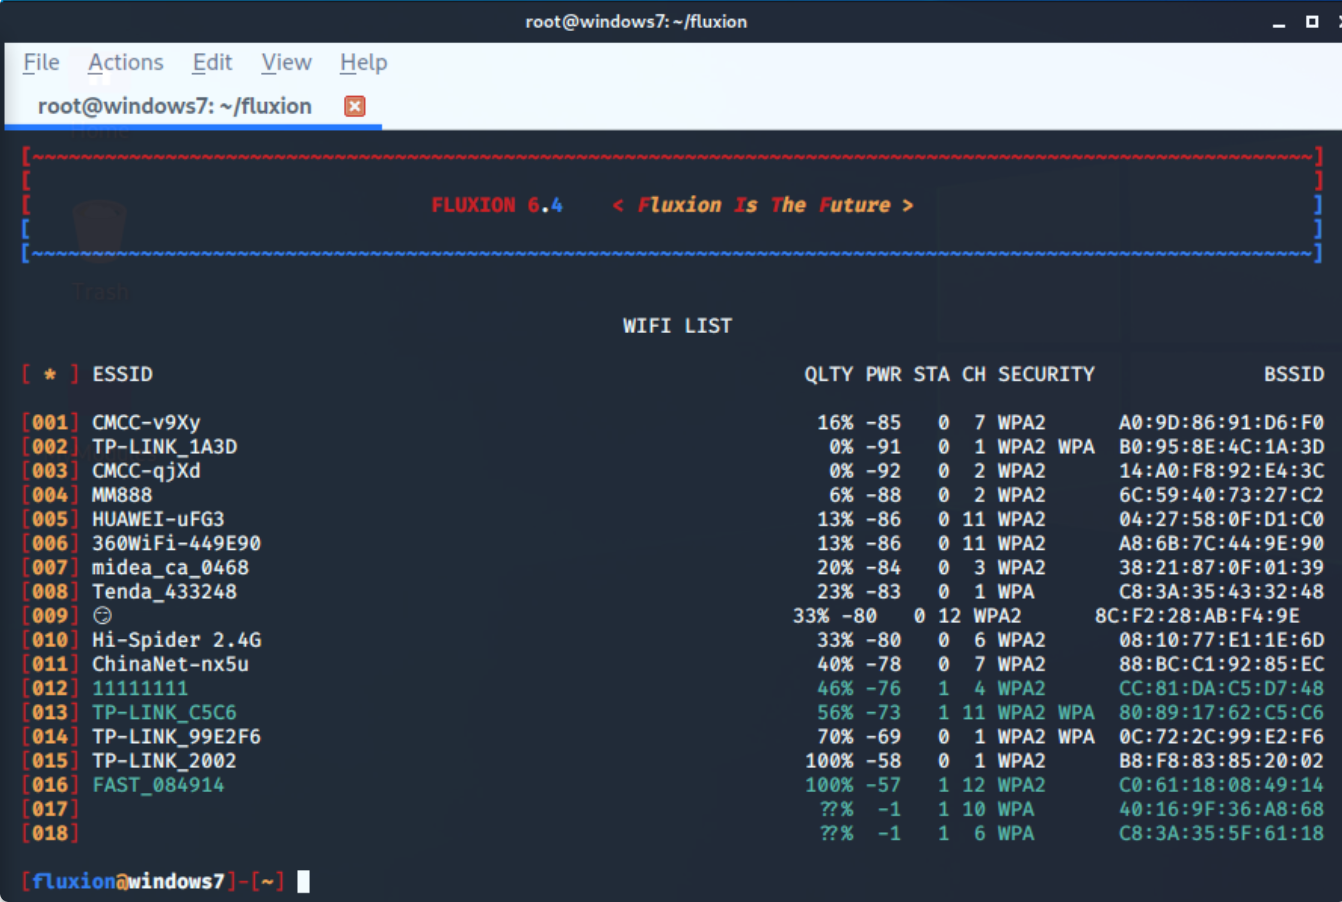 root@windows7: ~/fluxion
File Actions Edit View Help
root@windows7: ~/fluxion
[~~~~~~~~~~~~~~~~~~~~~~~~~~~~~~~~~~~~~~~~~~~~~~~~~~~~~~~~~~~~~~~~~~~~~~~~~~~~~~~~~~~~~~~~~~~~~~~~~~~~~~~~~~]
[ ]
[ FLUXION 6.4 < Fluxion Is The Future > ]
[ ]
[~~~~~~~~~~~~~~~~~~~~~~~~~~~~~~~~~~~~~~~~~~~~~~~~~~~~~~~~~~~~~~~~~~~~~~~~~~~~~~~~~~~~~~~~~~~~~~~~~~~~~~~~~~]
Trash
WIFI LIST
[ * ] ESSID QLTY PWR STA CH SECURITY BSSID
[001] CMCC-v9Xy 16% -85 0 7 WPA2 A0:9D:86:91:D6:F0
[002] TP-LINK_1A3D 0% -91 0 1 WPA2 WPA B0:95:8E:4C:1A:3D
[003] CMCC-qjXd 0% -92 0 2 WPA2 14:A0:F8:92:E4:3C
[004] MM888 6% -88 0 2 WPA2 6C:59:40:73:27:C2
[005] HUAWEI-uFG3 13% -86 0 11 WPA2 04:27:58:0F:D1:C0
[006] 360WiFi-449E90 13% -86 0 11 WPA2 A8:6B:7C:44:9E:90
[007] midea_ca_0468 20% -84 0 3 WPA2 38:21:87:0F:01:39
[008] Tenda_433248 23% -83 0 1 WPA C8:3A:35:43:32:48
[009] 😏 33% -80 0 12 WPA2 8C:F2:28:AB:F4:9E
[010] Hi-Spider 2.4G 33% -80 0 6 WPA2 08:10:77:E1:1E:6D
[011] ChinaNet-nx5u 40% -78 0 7 WPA2 88:BC:C1:92:85:EC
[012] 11111111 46% -76 1 4 WPA2 CC:81:DA:C5:D7:48
[013] TP-LINK_C5C6 56% -73 1 11 WPA2 WPA 80:89:17:62:C5:C6
[014] TP-LINK_99E2F6 70% -69 0 1 WPA2 WPA 0C:72:2C:99:E2:F6
[015] TP-LINK_2002 100% -58 0 1 WPA2 B8:F8:83:85:20:02
[016] FAST_084914 100% -57 1 12 WPA2 C0:61:18:08:49:14
[017] ??% -1 1 10 WPA 40:16:9F:36:A8:68
[018] ??% -1 1 6 WPA C8:3A:35:5F:61:18
[fluxion@windows7]-[~]